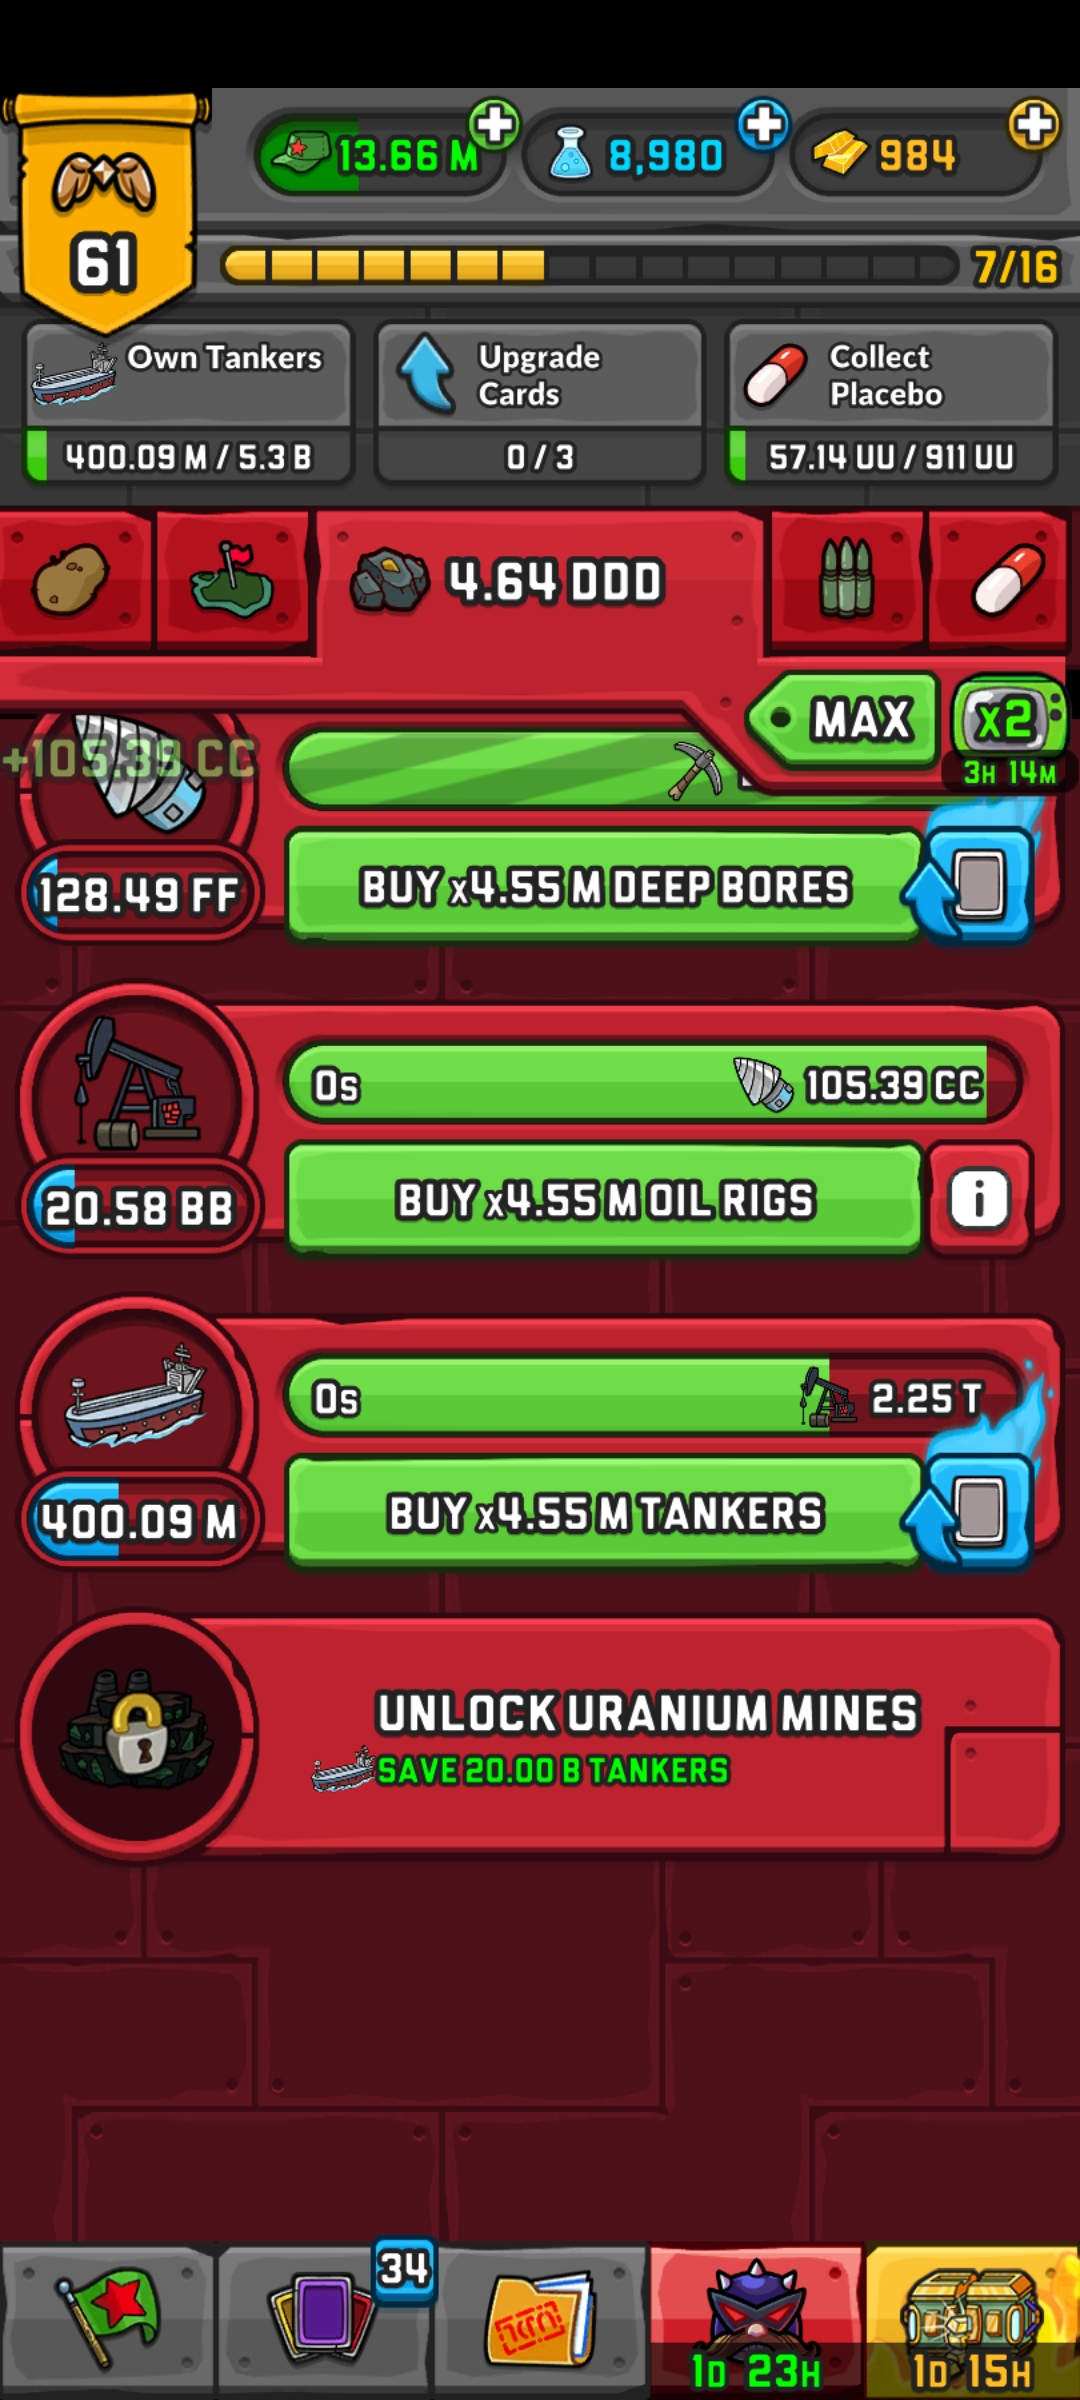 13.66 M
8,980
984
61
7/16
Own Tankers
400.09 M / 5.3 B
Upgrade
Cards
0 / 3
Collect
Placebo
57.14 UU / 911 UU
4.64 DDD
MAX
x2
3H 14M
+105.39 CC
128.49 FF
BUY x4.55 M DEEP BORES
0s
105.39 CC
20.58 BB
BUY x4.55 M OIL RIGS
i
0s
2.25 T
400.09 M
BUY x4.55 M TANKERS
UNLOCK URANIUM MINES
SAVE 20.00 B TANKERS
34
1D 23H
1D 15H